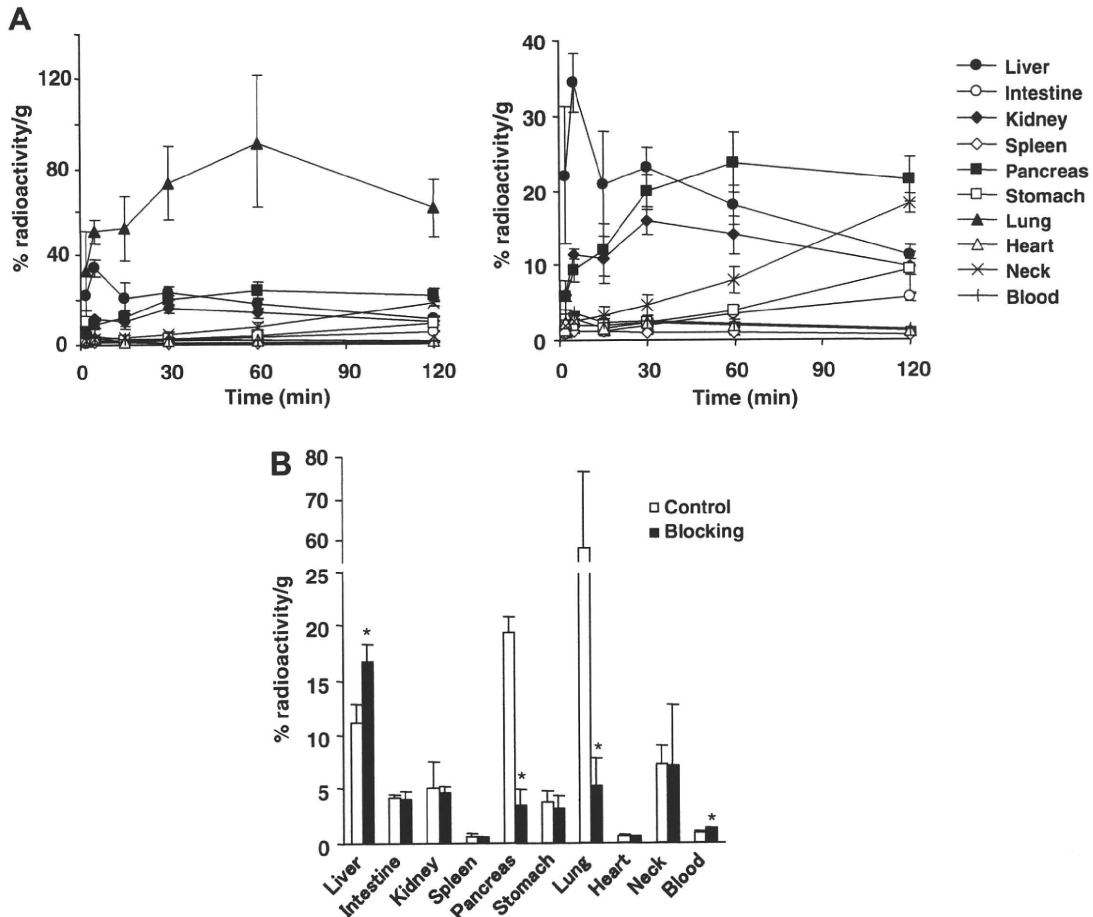 A
% radioactivity/g
120
80
40
0
0 30 60 90 120
Time (min)
% radioactivity/g
40
30
20
10
0
0 30 60 90 120
Time (min)
Liver
Intestine
Kidney
Spleen
Pancreas
Stomach
Lung
Heart
Neck
Blood
B
% radioactivity/g
80
70
60
25
20
15
10
5
0
Control
Blocking
*
*
*
*
Liver
Intestine
Kidney
Spleen
Pancreas
Stomach
Lung
Heart
Neck
Blood